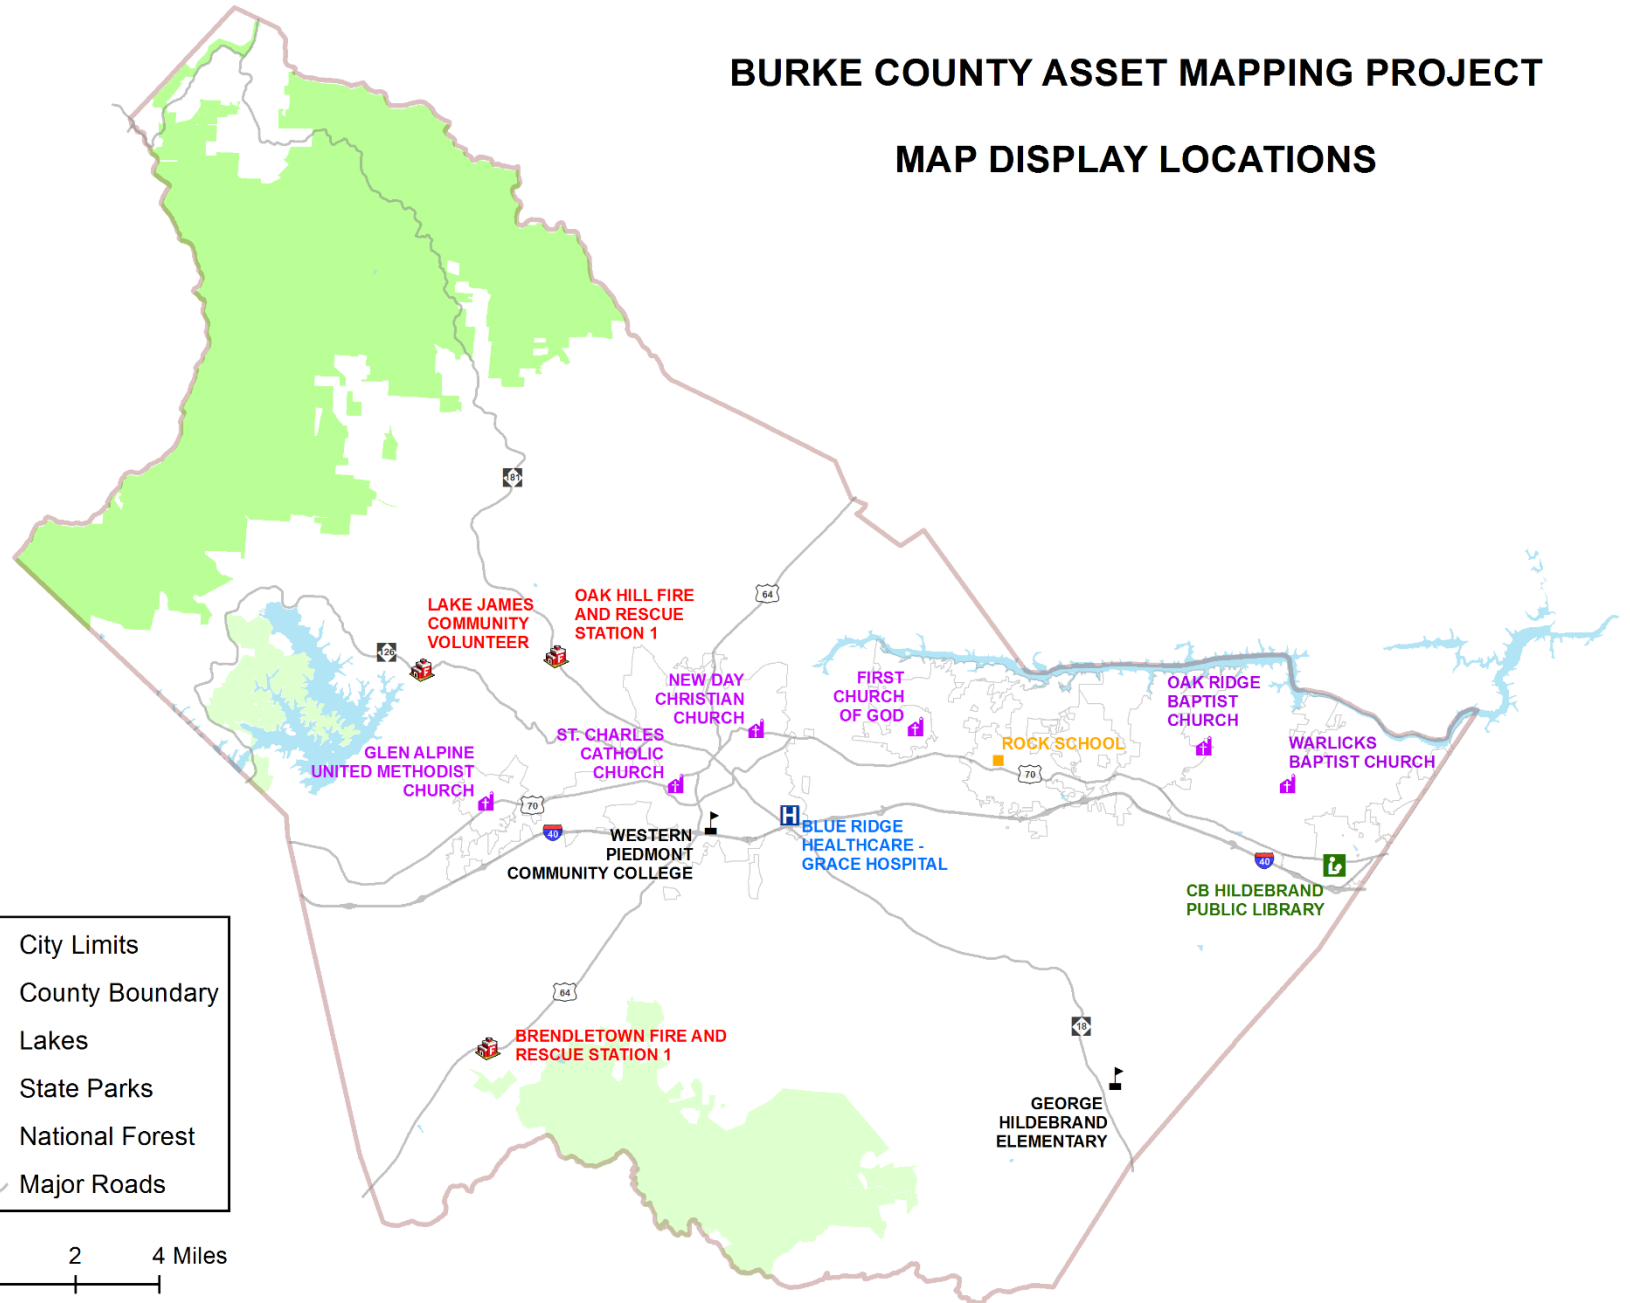 BURKE COUNTY ASSET MAPPING PROJECT
MAP DISPLAY LOCATIONS
181
64
LAKE JAMES
COMMUNITY
VOLUNTEER
OAK HILL FIRE
AND RESCUE
STATION 1
126
NEW DAY
CHRISTIAN
CHURCH
FIRST
CHURCH
OF GOD
OAK RIDGE
BAPTIST
CHURCH
ST. CHARLES
CATHOLIC
CHURCH
GLEN ALPINE
UNITED METHODIST
CHURCH
ROCK SCHOOL
WARLICKS
BAPTIST CHURCH
70
70
40
H
WESTERN
PIEDMONT
COMMUNITY COLLEGE
BLUE RIDGE
HEALTHCARE -
GRACE HOSPITAL
40
CB HILDEBRAND
PUBLIC LIBRARY
64
BRENDLETOWN FIRE AND
RESCUE STATION 1
18
GEORGE
HILDEBRAND
ELEMENTARY
City Limits
County Boundary
Lakes
State Parks
National Forest
Major Roads
2 4 Miles